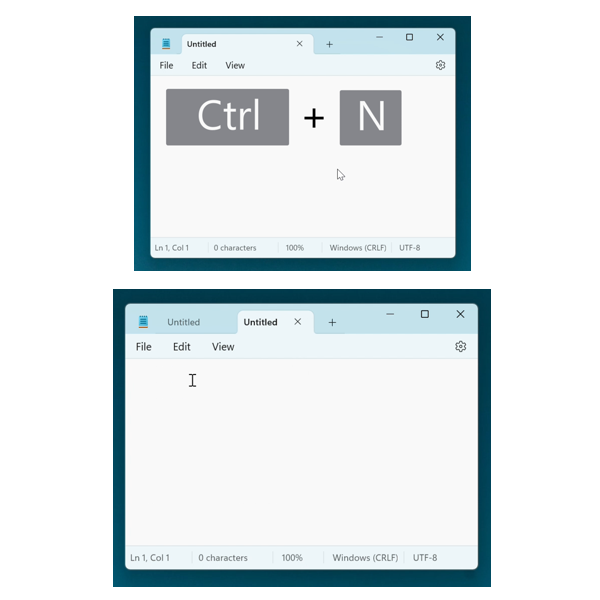 Untitled
File Edit View
Ctrl + N
Ln 1, Col 1 0 characters 100% Windows (CRLF) UTF-8
Untitled Untitled
File Edit View
Ln 1, Col 1 0 characters 100% Windows (CRLF) UTF-8